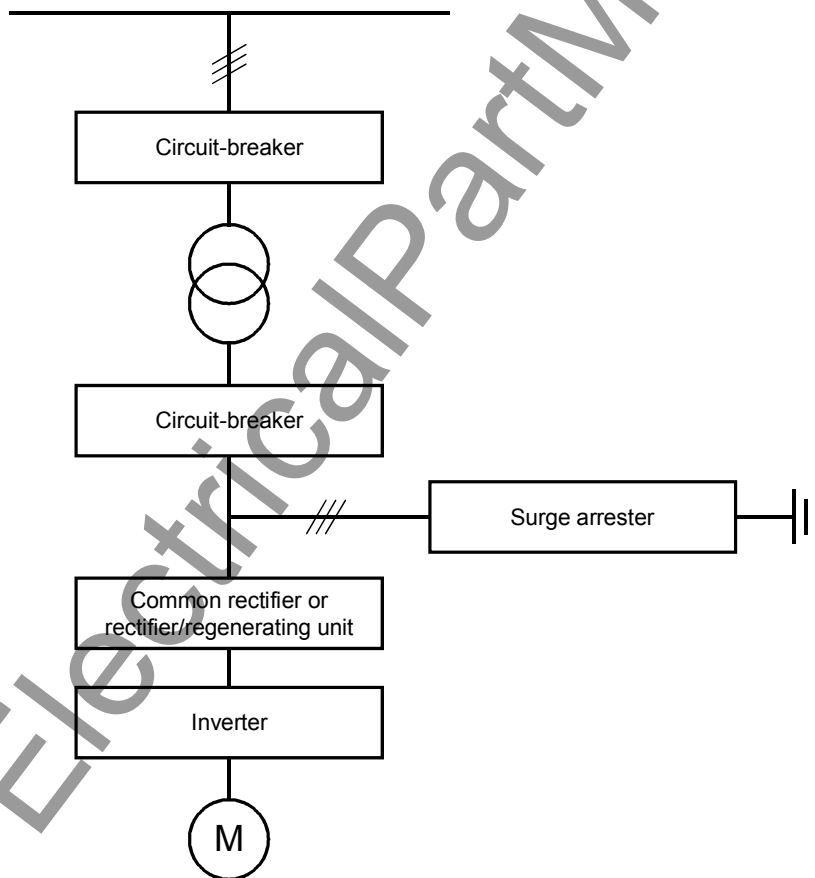 Circuit-breaker
Circuit-breaker
Surge arrester
Common rectifier or
rectifier/regenerating unit
Inverter
M
ElectricalPartM